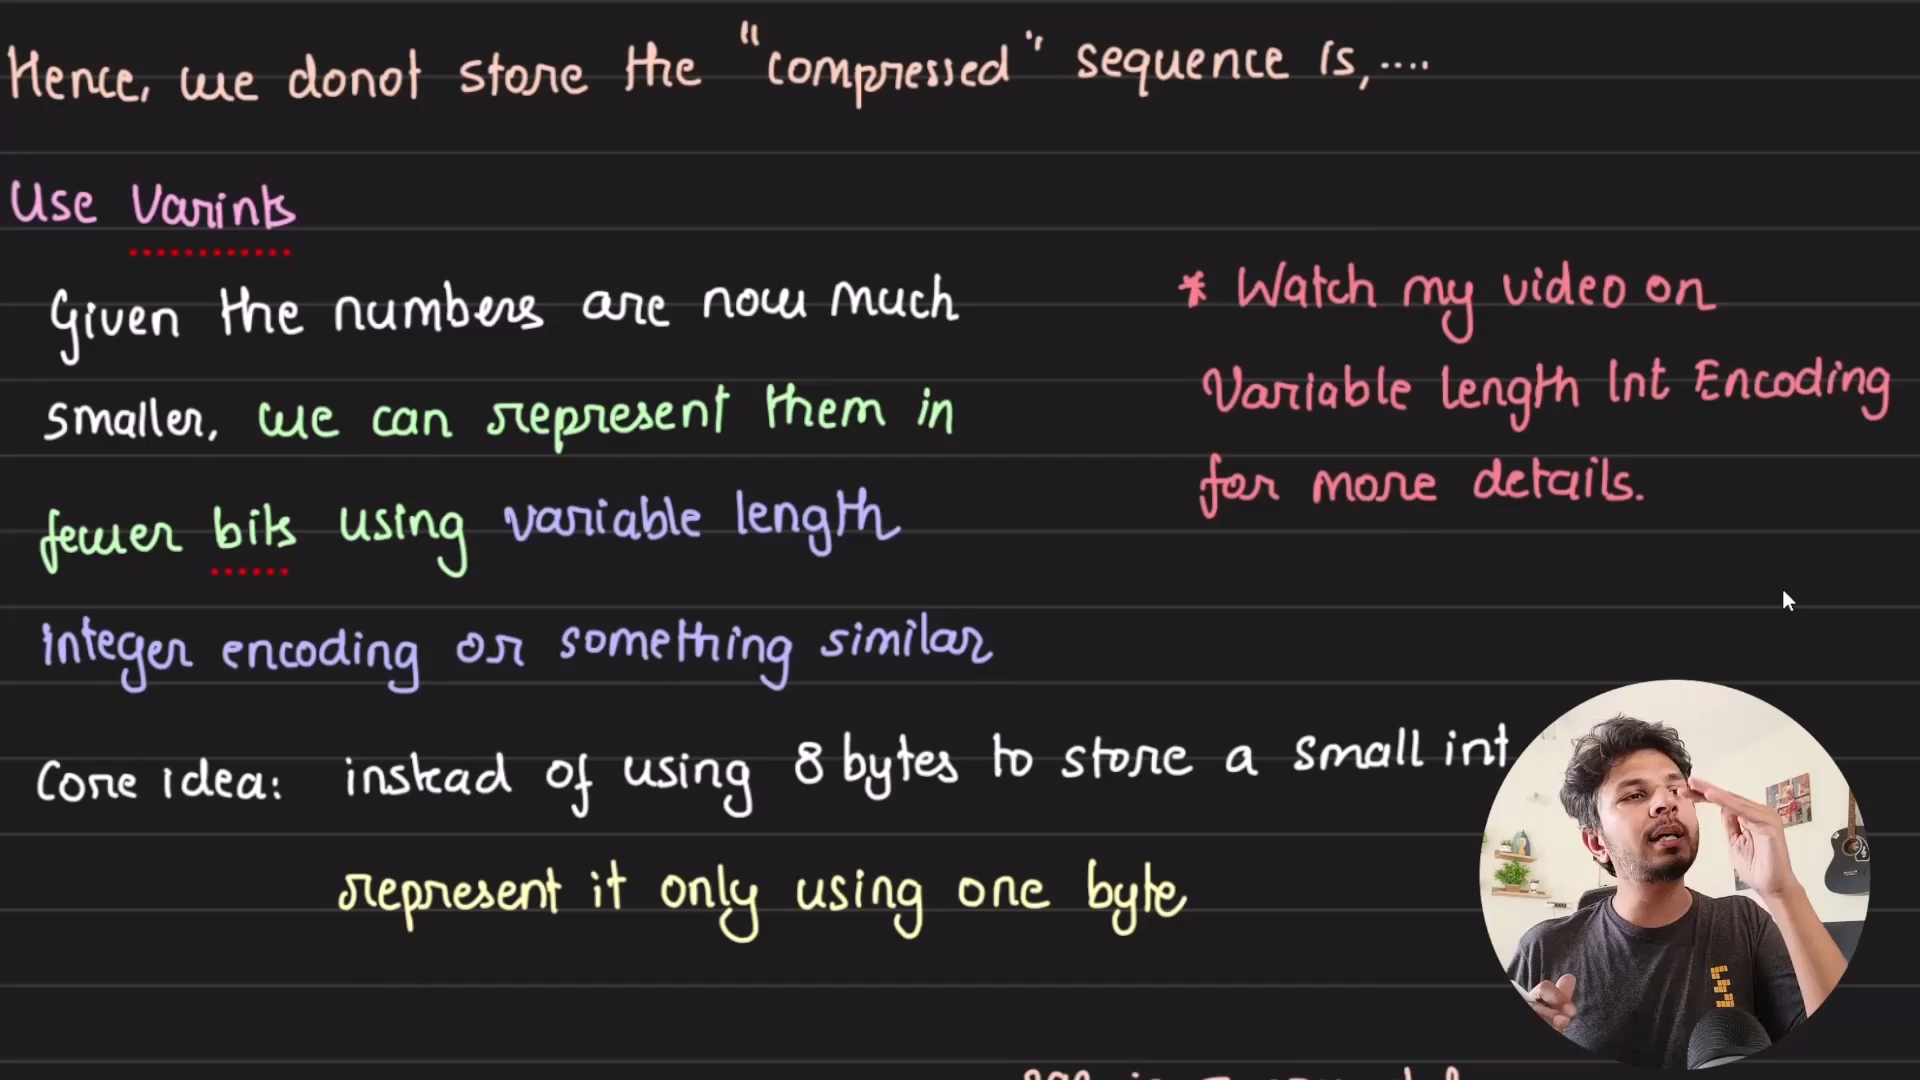 Hence, we donot store the "compressed" sequence is,....
Use Varints
Given the numbers are now much
smaller, we can represent them in
fewer bits using variable length
integer encoding or something similar
* Watch my video on
Variable length Int Encoding
for more details.
Core idea: instead of using 8 bytes to store a small int
represent it only using one byte